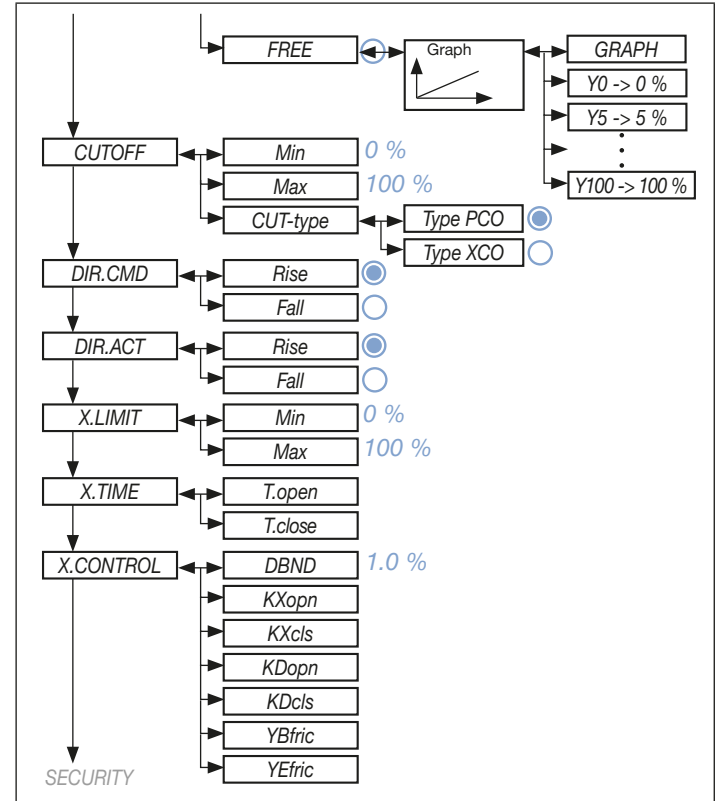 FREE
Graph
GRAPH
Y0 -> 0 %
Y5 -> 5 %
Y100 -> 100 %
CUTOFF
Min 0 %
Max 100 %
CUT-type
Type PCO
Type XCO
DIR.CMD
Rise
Fall
DIR.ACT
Rise
Fall
X.LIMIT
Min 0 %
Max 100 %
X.TIME
T.open
T.close
X.CONTROL
DBND 1.0 %
KXopn
KXcls
KDopn
KDcls
YBfric
YEfric
SECURITY